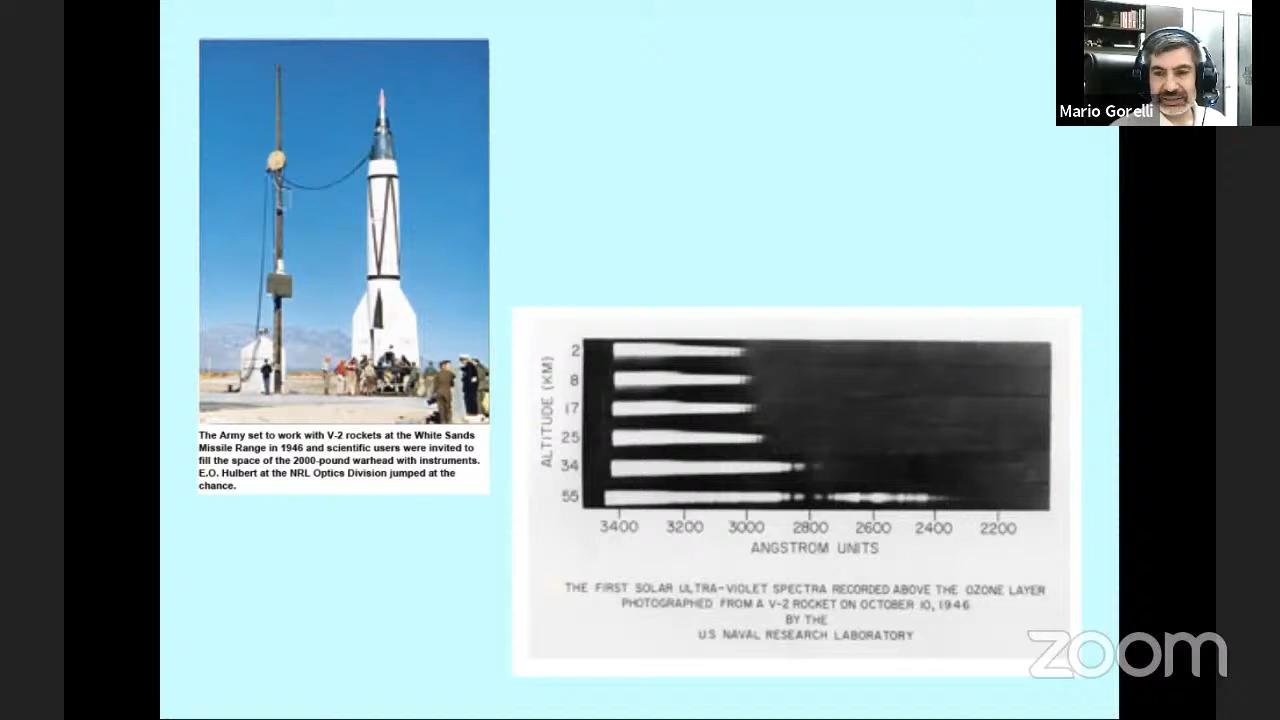 Mario Gorelli
The Army set to work with V-2 rockets at the White Sands
Missile Range in 1946 and scientific users were invited to
fill the space of the 2000-pound warhead with instruments.
E.O. Hulbert at the NRL Optics Division jumped at the
chance.
ALTITUDE (KM)
2
8
17
25
34
55
3400 3200 3000 2800 2600 2400 2200
ANGSTROM UNITS
THE FIRST SOLAR ULTRA-VIOLET SPECTRA RECORDED ABOVE THE OZONE LAYER
PHOTOGRAPHED FROM A V-2 ROCKET ON OCTOBER 10, 1946
BY THE
U.S NAVAL RESEARCH LABORATORY
zoom